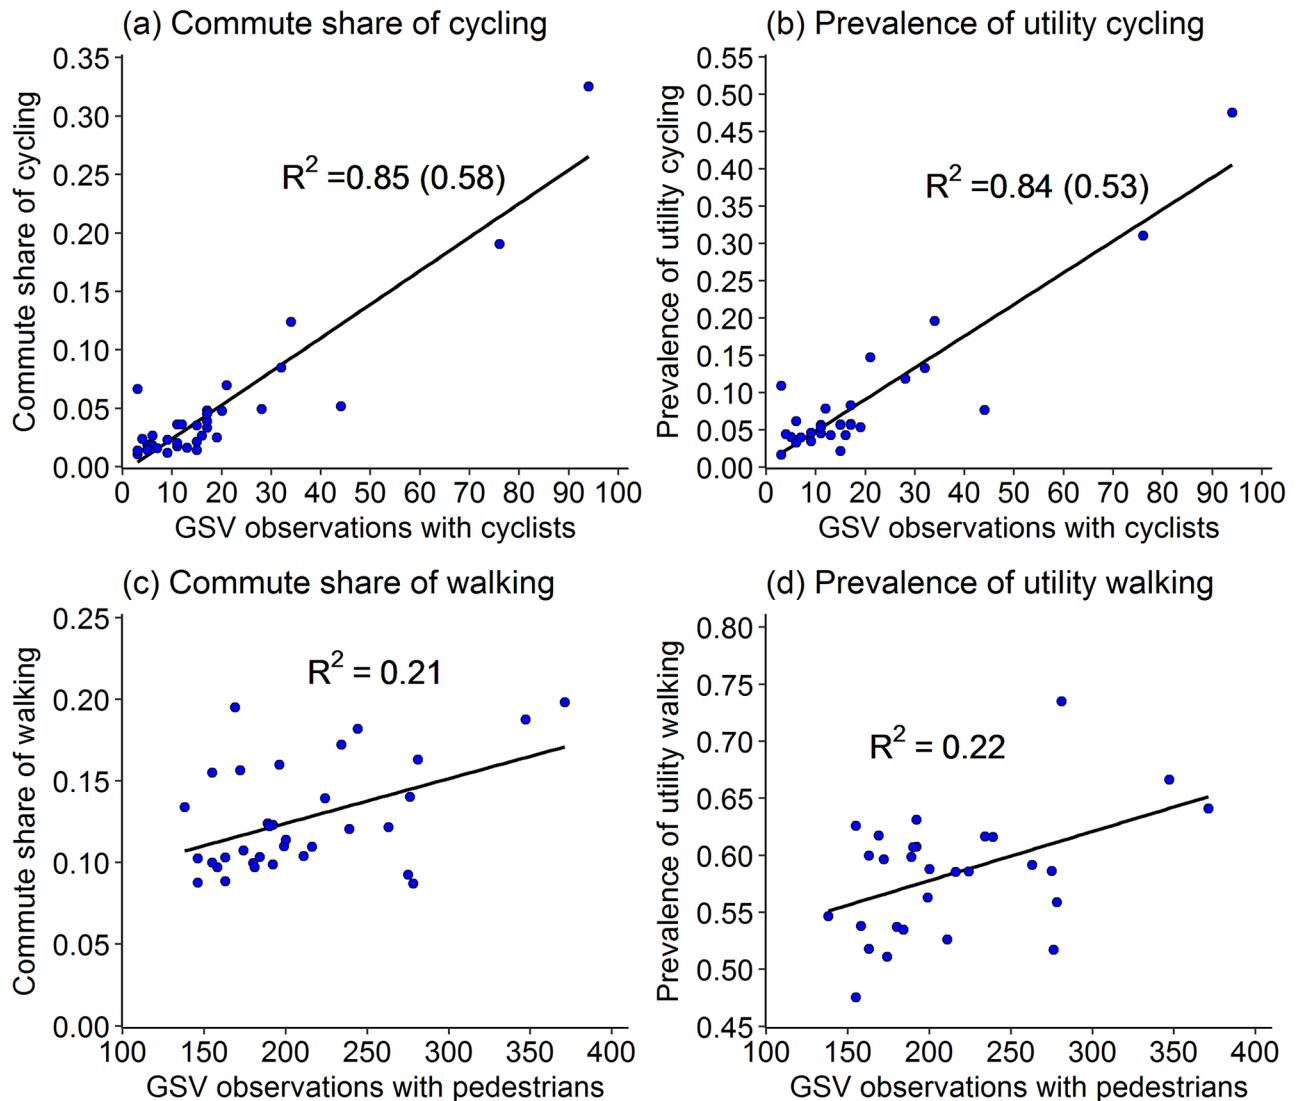 (a) Commute share of cycling
Commute share of cycling
0.35
0.30
0.25
0.20
0.15
0.10
0.05
0.00
R² =0.85 (0.58)
0 10 20 30 40 50 60 70 80 90 100
GSV observations with cyclists
(b) Prevalence of utility cycling
Prevalence of utility cycling
0.55
0.50
0.45
0.40
0.35
0.30
0.25
0.20
0.15
0.10
0.05
0.00
R² =0.84 (0.53)
0 10 20 30 40 50 60 70 80 90 100
GSV observations with cyclists
(c) Commute share of walking
Commute share of walking
0.25
0.20
0.15
0.10
0.05
0.00
R² = 0.21
100 150 200 250 300 350 400
GSV observations with pedestrians
(d) Prevalence of utility walking
Prevalence of utility walking
0.80
0.75
0.70
0.65
0.60
0.55
0.50
0.45
R² = 0.22
100 150 200 250 300 350 400
GSV observations with pedestrians